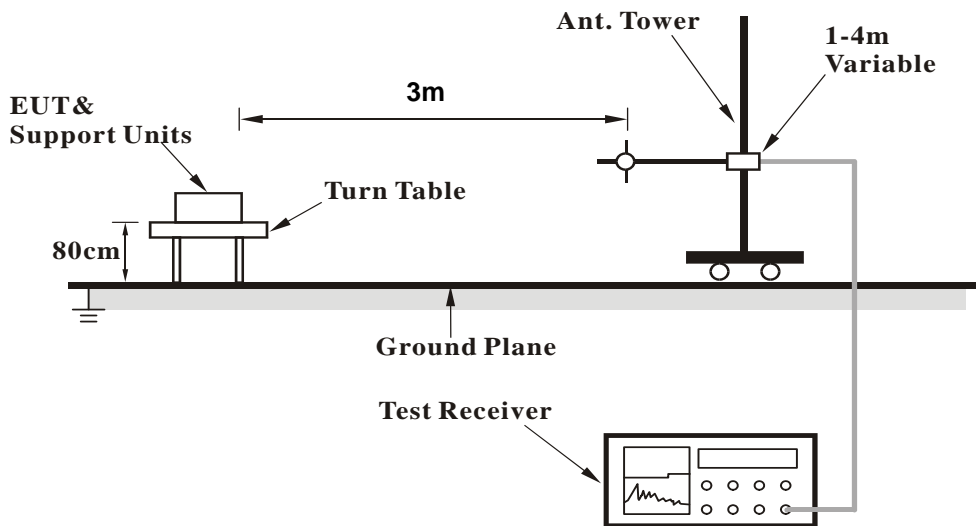 Ant. Tower
1-4m
Variable
3m
EUT&
Support Units
Turn Table
80cm
Ground Plane
Test Receiver